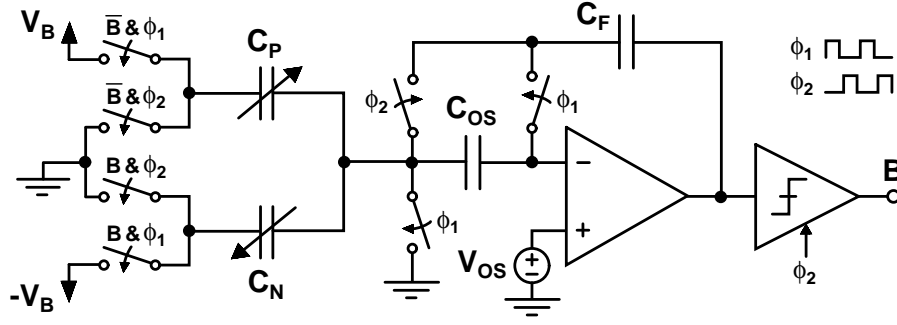 V_B
B̅ & ϕ₁
C_P
C_F
ϕ₁
B̅ & ϕ₂
ϕ₂
C_OS
ϕ₁
ϕ₂
B & ϕ₂
−
B
B & ϕ₁
ϕ₁
+
V_OS
+
−
ϕ₂
-V_B
C_N